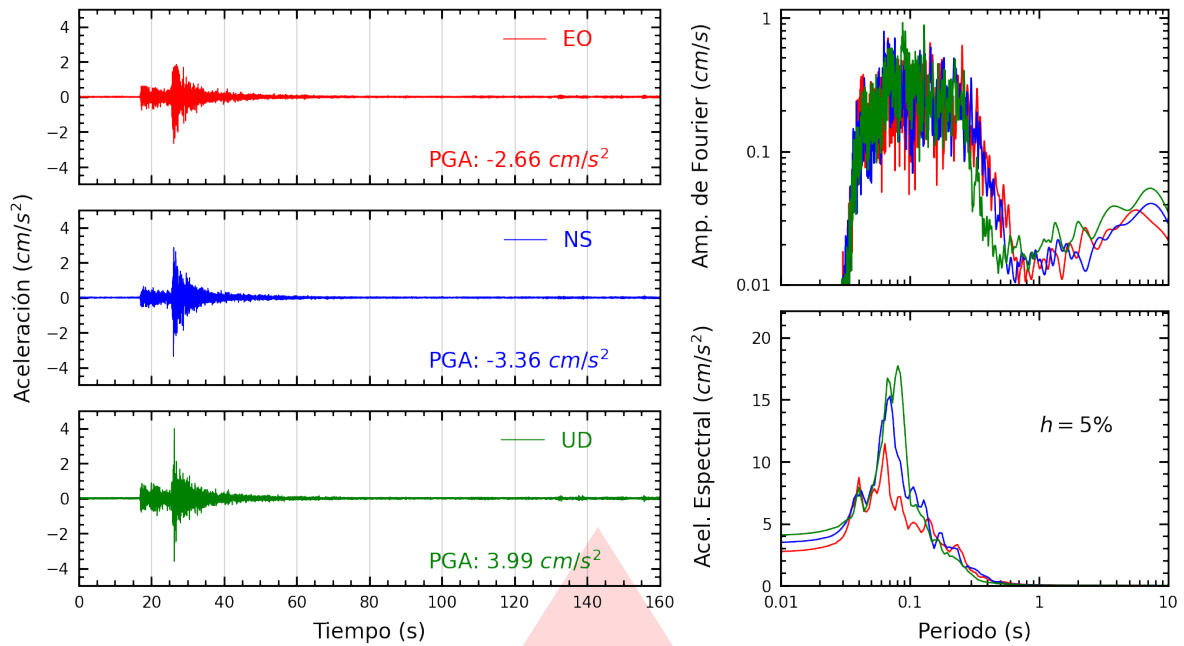 Aceleración (cm/s²)
4
2
0
−2
−4
EO
PGA: -2.66 cm/s²
4
2
0
−2
−4
NS
PGA: -3.36 cm/s²
4
2
0
−2
−4
UD
PGA: 3.99 cm/s²
0 20 40 60 80 100 120 140 160
Tiempo (s)
Amp. de Fourier (cm/s)
1
0.1
0.01
Acel. Espectral (cm/s²)
20
15
10
5
0
h = 5%
0.01 0.1 1 10
Periodo (s)